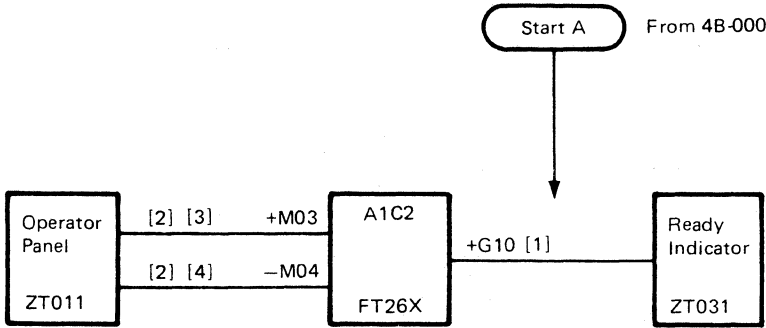 Start A From 4B-000
Operator
Panel
ZT011
[2] [3] +M03
[2] [4] −M04
A1C2
FT26X
+G10 [1]
Ready
Indicator
ZT031